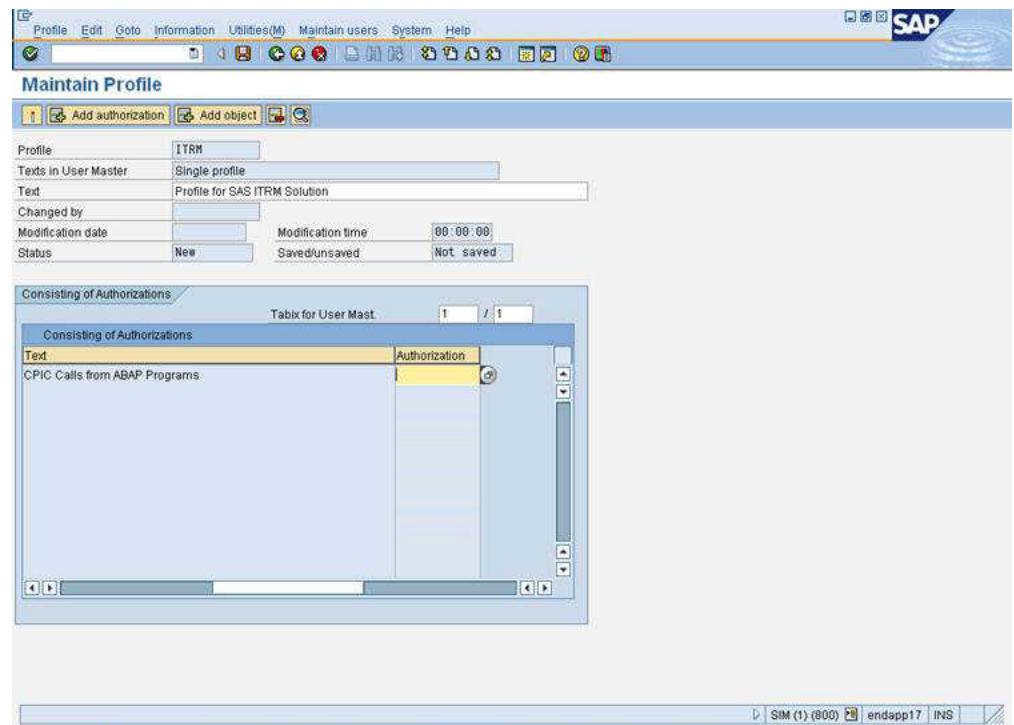 Profile Edit Goto Information Utilities(M) Maintain users System Help
SAP
Maintain Profile
Add authorization Add object
Profile ITRM
Texts in User Master Single profile
Text Profile for SAS ITRM Solution
Changed by
Modification date Modification time 00:00:00
Status New Saved/unsaved Not saved
Consisting of Authorizations
Tabix for User Mast. 1 / 1
Consisting of Authorizations
Text Authorization
CPIC Calls from ABAP Programs
SIM (1) (800) endapp17 INS